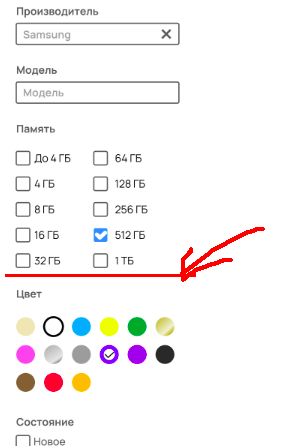 Производитель
Samsung
Модель
Модель
Память
До 4 ГБ 64 ГБ
4 ГБ 128 ГБ
8 ГБ 256 ГБ
16 ГБ 512 ГБ
32 ГБ 1 ТБ
Цвет
Состояние
Новое